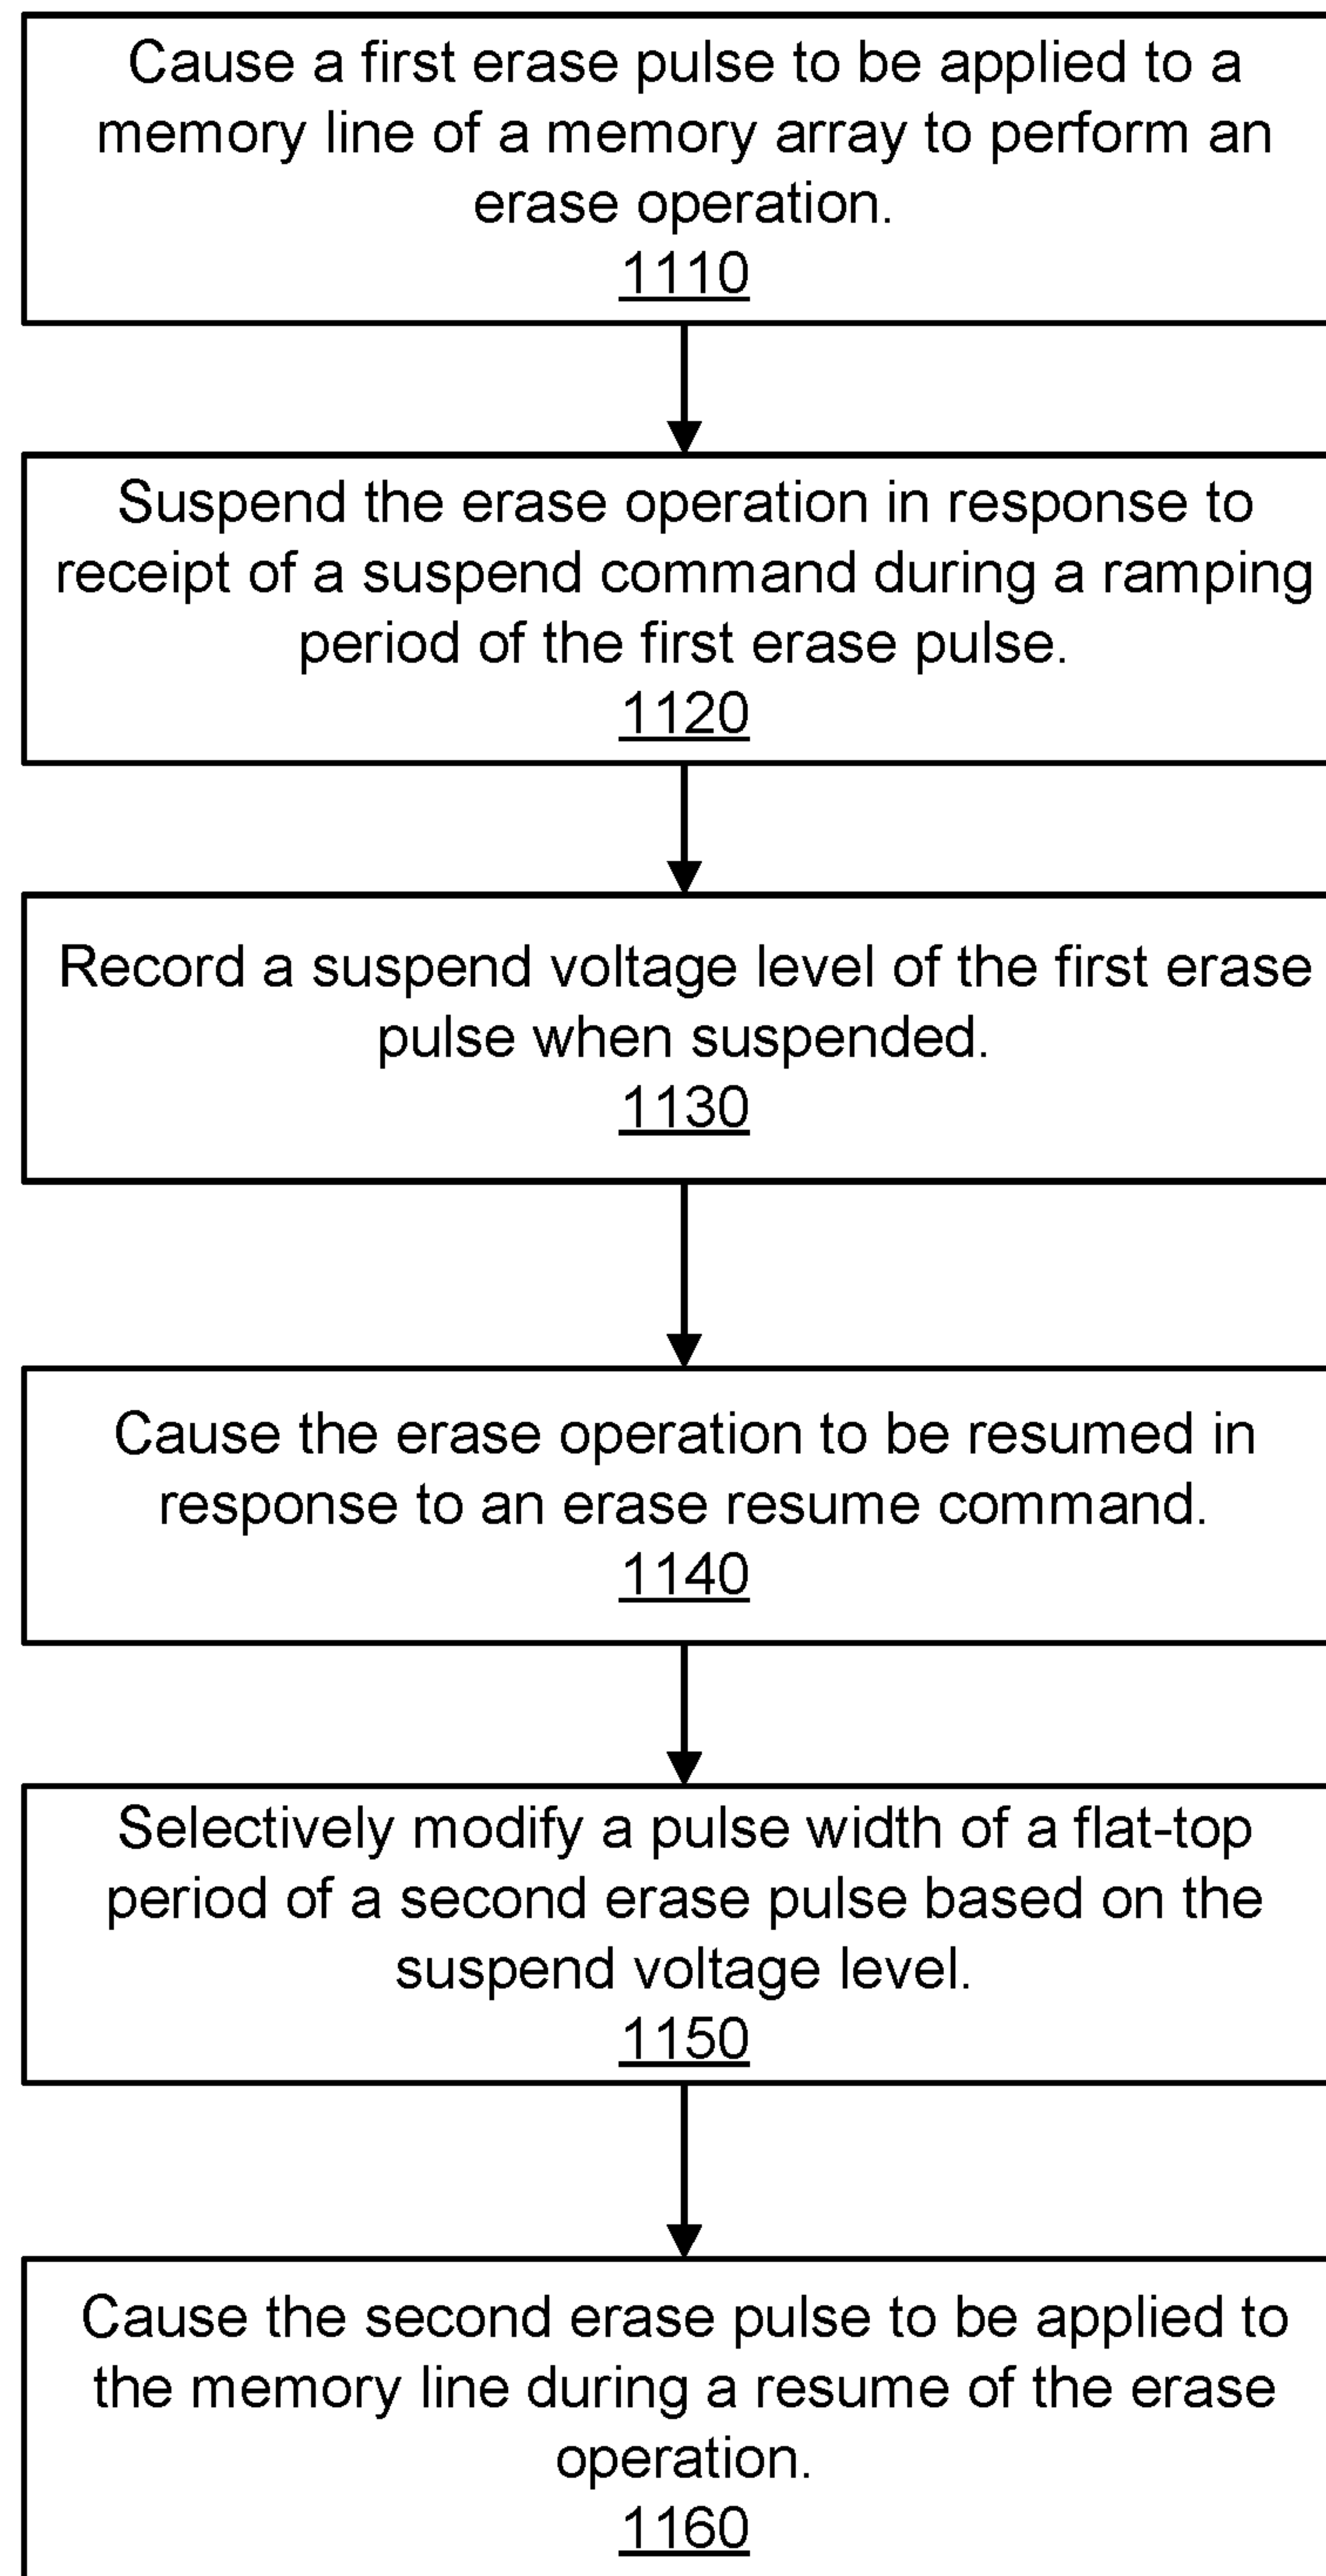 Cause a first erase pulse to be applied to a
memory line of a memory array to perform an
erase operation.
1110
Suspend the erase operation in response to
receipt of a suspend command during a ramping
period of the first erase pulse.
1120
Record a suspend voltage level of the first erase
pulse when suspended.
1130
Cause the erase operation to be resumed in
response to an erase resume command.
1140
Selectively modify a pulse width of a flat-top
period of a second erase pulse based on the
suspend voltage level.
1150
Cause the second erase pulse to be applied to
the memory line during a resume of the erase
operation.
1160